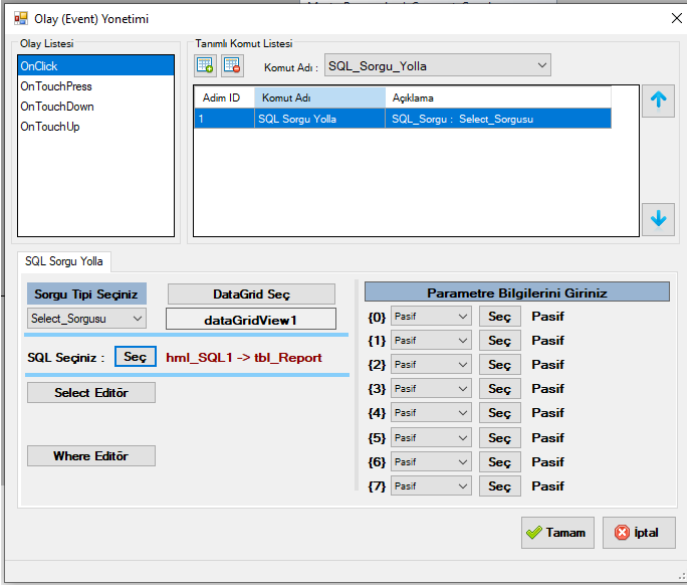 Olay (Event) Yonetimi
Olay Listesi
OnClick
OnTouchPress
OnTouchDown
OnTouchUp
Tanımlı Komut Listesi
Komut Adı : SQL_Sorgu_Yolla
Adim ID Komut Adı Açıklama
1 SQL Sorgu Yolla SQL_Sorgu : Select_Sorgusu
SQL Sorgu Yolla
Sorgu Tipi Seçiniz DataGrid Seç
Select_Sorgusu dataGridView1
SQL Seçiniz : Seç hml_SQL1 -> tbl_Report
Select Editör
Where Editör
Parametre Bilgilerini Giriniz
{0} Pasif Seç Pasif
{1} Pasif Seç Pasif
{2} Pasif Seç Pasif
{3} Pasif Seç Pasif
{4} Pasif Seç Pasif
{5} Pasif Seç Pasif
{6} Pasif Seç Pasif
{7} Pasif Seç Pasif
Tamam İptal